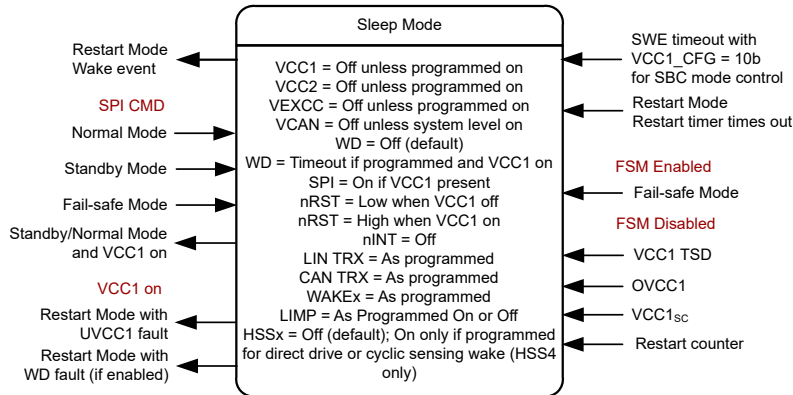 Sleep Mode
Restart Mode
Wake event
SPI CMD
Normal Mode
Standby Mode
Fail-safe Mode
Standby/Normal Mode
and VCC1 on
VCC1 on
Restart Mode with
UVCC1 fault
Restart Mode with
WD fault (if enabled)
VCC1 = Off unless programmed on
VCC2 = Off unless programmed on
VEXCC = Off unless programmed on
VCAN = Off unless system level on
WD = Off (default)
WD = Timeout if programmed and VCC1 on
SPI = On if VCC1 present
nRST = Low when VCC1 off
nRST = High when VCC1 on
nINT = Off
LIN TRX = As programmed
CAN TRX = As programmed
WAKEx = As programmed
LIMP = As Programmed On or Off
HSSx = Off (default); On only if programmed
for direct drive or cyclic sensing wake (HSS4
only)
SWE timeout with
VCC1_CFG = 10b
for SBC mode control
Restart Mode
Restart timer times out
FSM Enabled
Fail-safe Mode
FSM Disabled
VCC1 TSD
OVCC1
VCC1SC
Restart counter